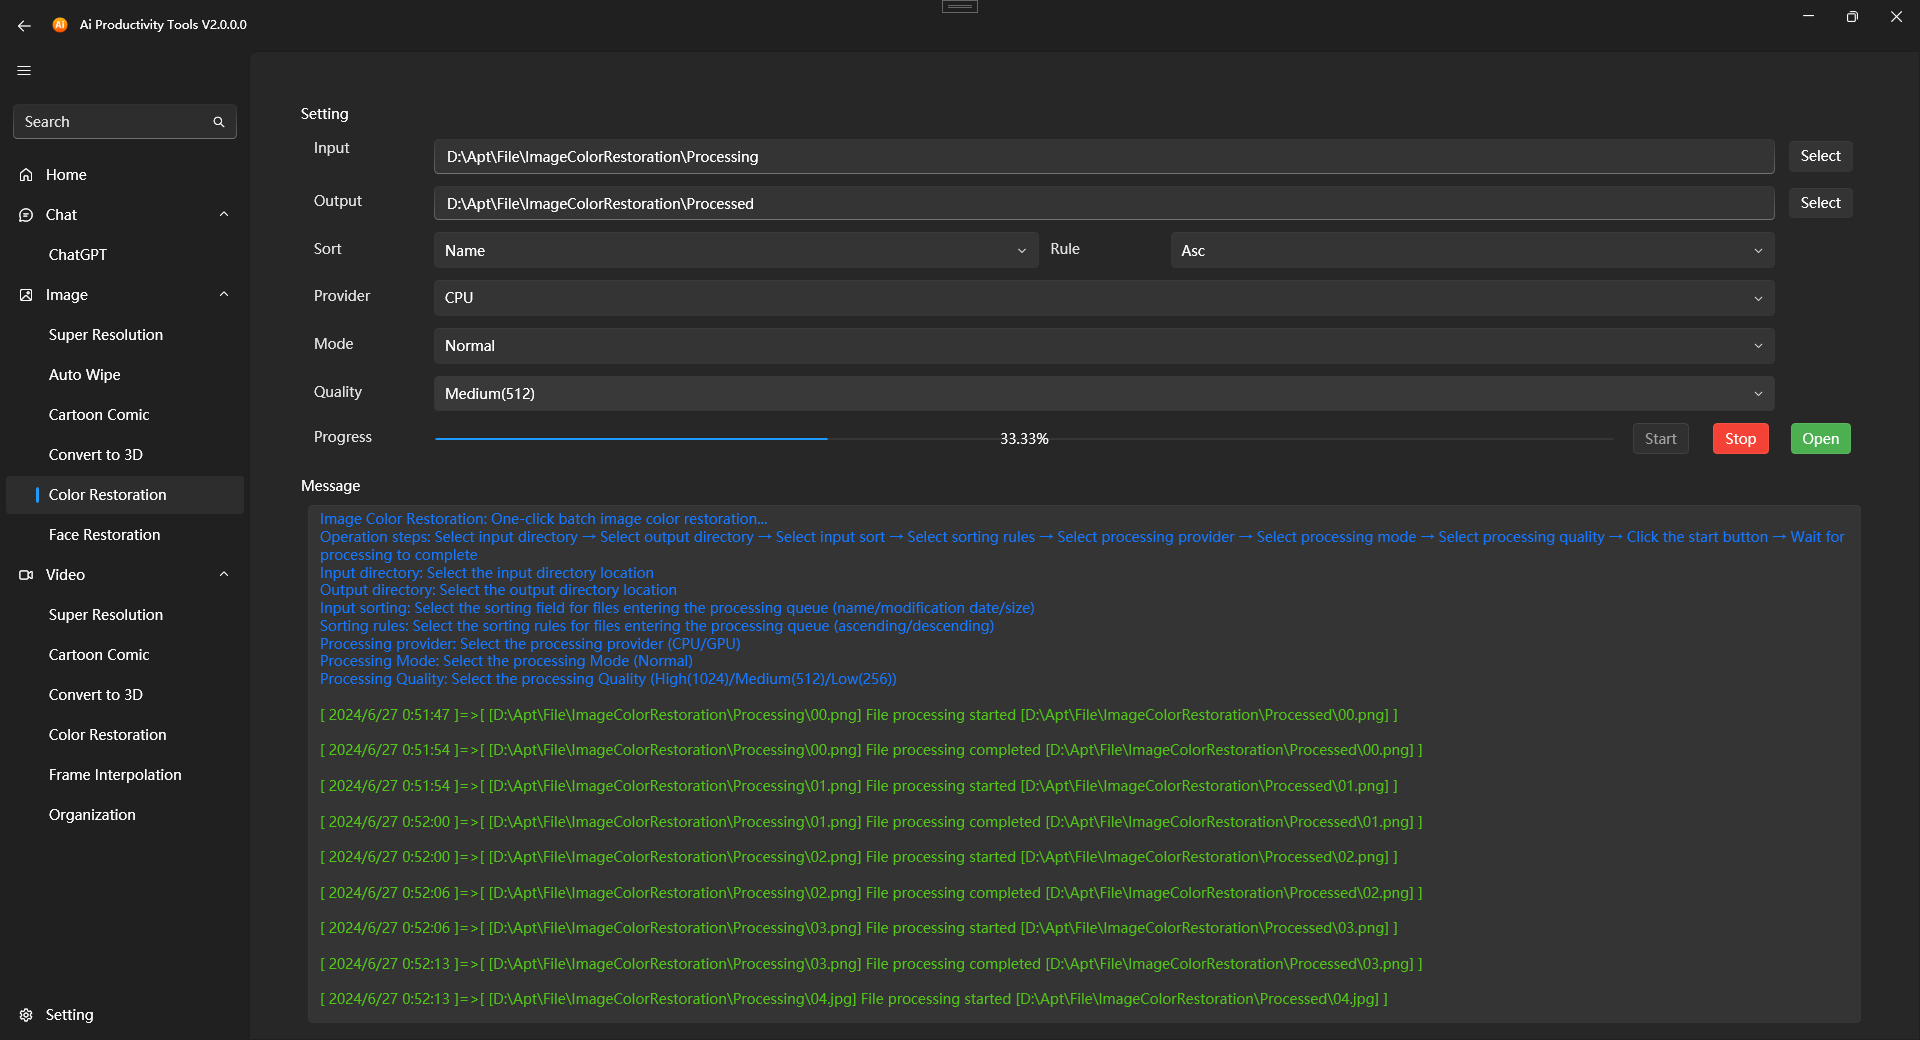 Ai Productivity Tools V2.0.0.0
Search
Home
Chat
ChatGPT
Image
Super Resolution
Auto Wipe
Cartoon Comic
Convert to 3D
Color Restoration
Face Restoration
Video
Super Resolution
Cartoon Comic
Convert to 3D
Color Restoration
Frame Interpolation
Organization
Setting
Setting
Input
D:\Apt\File\ImageColorRestoration\Processing
Select
Output
D:\Apt\File\ImageColorRestoration\Processed
Select
Sort
Name
Rule
Asc
Provider
CPU
Mode
Normal
Quality
Medium(512)
Progress
33.33%
Start
Stop
Open
Message
Image Color Restoration: One-click batch image color restoration...
Operation steps: Select input directory → Select output directory → Select input sort → Select sorting rules → Select processing provider → Select processing mode → Select processing quality → Click the start button → Wait for
processing to complete
Input directory: Select the input directory location
Output directory: Select the output directory location
Input sorting: Select the sorting field for files entering the processing queue (name/modification date/size)
Sorting rules: Select the sorting rules for files entering the processing queue (ascending/descending)
Processing provider: Select the processing provider (CPU/GPU)
Processing Mode: Select the processing Mode (Normal)
Processing Quality: Select the processing Quality (High(1024)/Medium(512)/Low(256))
[ 2024/6/27 0:51:47 ]=>[ [D:\Apt\File\ImageColorRestoration\Processing\00.png] File processing started [D:\Apt\File\ImageColorRestoration\Processed\00.png] ]
[ 2024/6/27 0:51:54 ]=>[ [D:\Apt\File\ImageColorRestoration\Processing\00.png] File processing completed [D:\Apt\File\ImageColorRestoration\Processed\00.png] ]
[ 2024/6/27 0:51:54 ]=>[ [D:\Apt\File\ImageColorRestoration\Processing\01.png] File processing started [D:\Apt\File\ImageColorRestoration\Processed\01.png] ]
[ 2024/6/27 0:52:00 ]=>[ [D:\Apt\File\ImageColorRestoration\Processing\01.png] File processing completed [D:\Apt\File\ImageColorRestoration\Processed\01.png] ]
[ 2024/6/27 0:52:00 ]=>[ [D:\Apt\File\ImageColorRestoration\Processing\02.png] File processing started [D:\Apt\File\ImageColorRestoration\Processed\02.png] ]
[ 2024/6/27 0:52:06 ]=>[ [D:\Apt\File\ImageColorRestoration\Processing\02.png] File processing completed [D:\Apt\File\ImageColorRestoration\Processed\02.png] ]
[ 2024/6/27 0:52:06 ]=>[ [D:\Apt\File\ImageColorRestoration\Processing\03.png] File processing started [D:\Apt\File\ImageColorRestoration\Processed\03.png] ]
[ 2024/6/27 0:52:13 ]=>[ [D:\Apt\File\ImageColorRestoration\Processing\03.png] File processing completed [D:\Apt\File\ImageColorRestoration\Processed\03.png] ]
[ 2024/6/27 0:52:13 ]=>[ [D:\Apt\File\ImageColorRestoration\Processing\04.jpg] File processing started [D:\Apt\File\ImageColorRestoration\Processed\04.jpg] ]